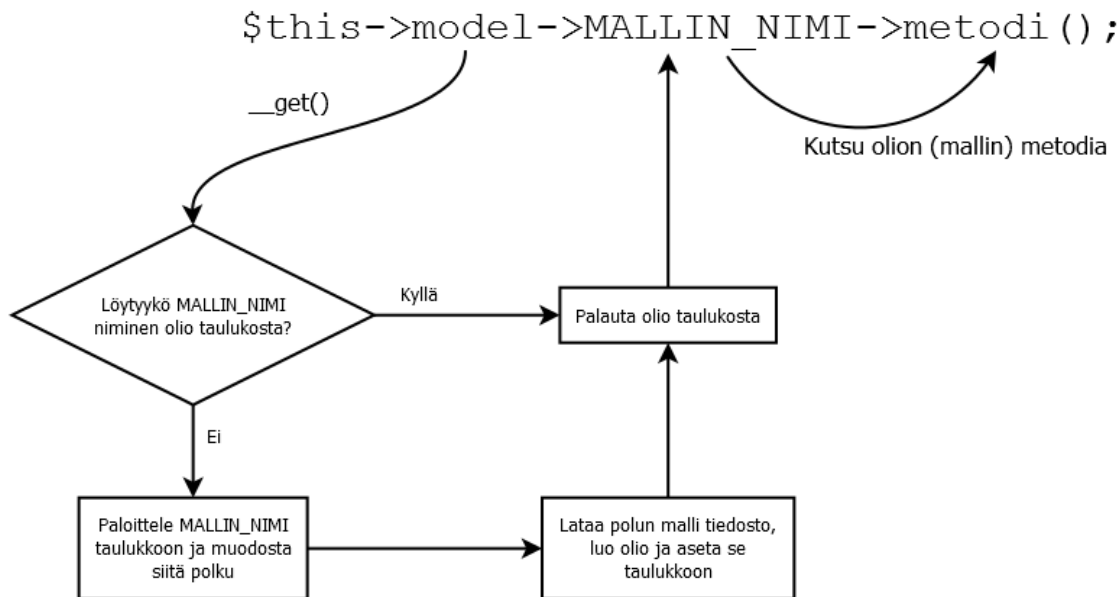 $this->model->MALLIN_NIMI->metodi();
__get()
Kutsu olion (mallin) metodia
Löytyykö MALLIN_NIMI
niminen olio taulukosta?
Kyllä
Palauta olio taulukosta
Ei
Paloittele MALLIN_NIMI
taulukkoon ja muodosta
siitä polku
Lataa polun malli tiedosto,
luo olio ja aseta se
taulukkoon